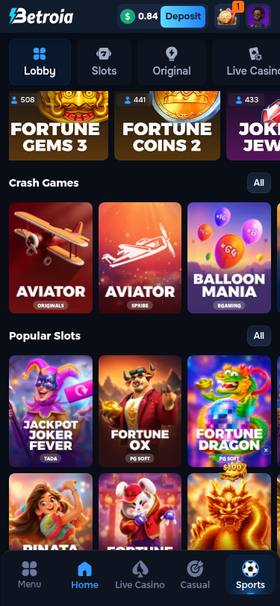 Betroia
$ 0.84 Deposit
1
Lobby
Slots
Original
Live Casino
508
441
433
FORTUNE
GEMS 3
FORTUNE
COINS 2
Crash Games
All
AVIATOR
ORIGINALS
AVIATOR
SPRIBE
BALLOON
MANIA
BGAMING
Popular Slots
All
JACKPOT
JOKER
FEVER
TADA
FORTUNE
OX
PG SOFT
FORTUNE
DRAGON
PG SOFT
$100
Menu
Home
Live Casino
Casual
Sports